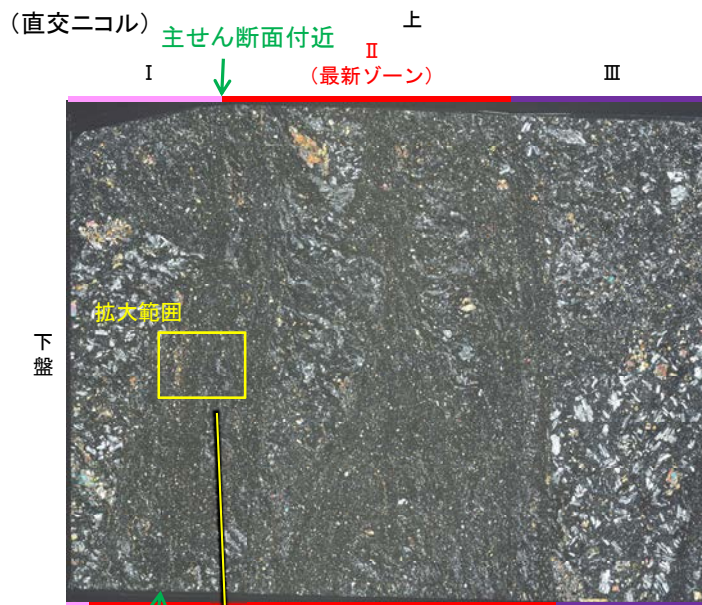 （直交ニコル）
上
主せん断面付近
Ⅰ
Ⅱ
（最新ゾーン）
Ⅲ
拡大範囲
下
盤